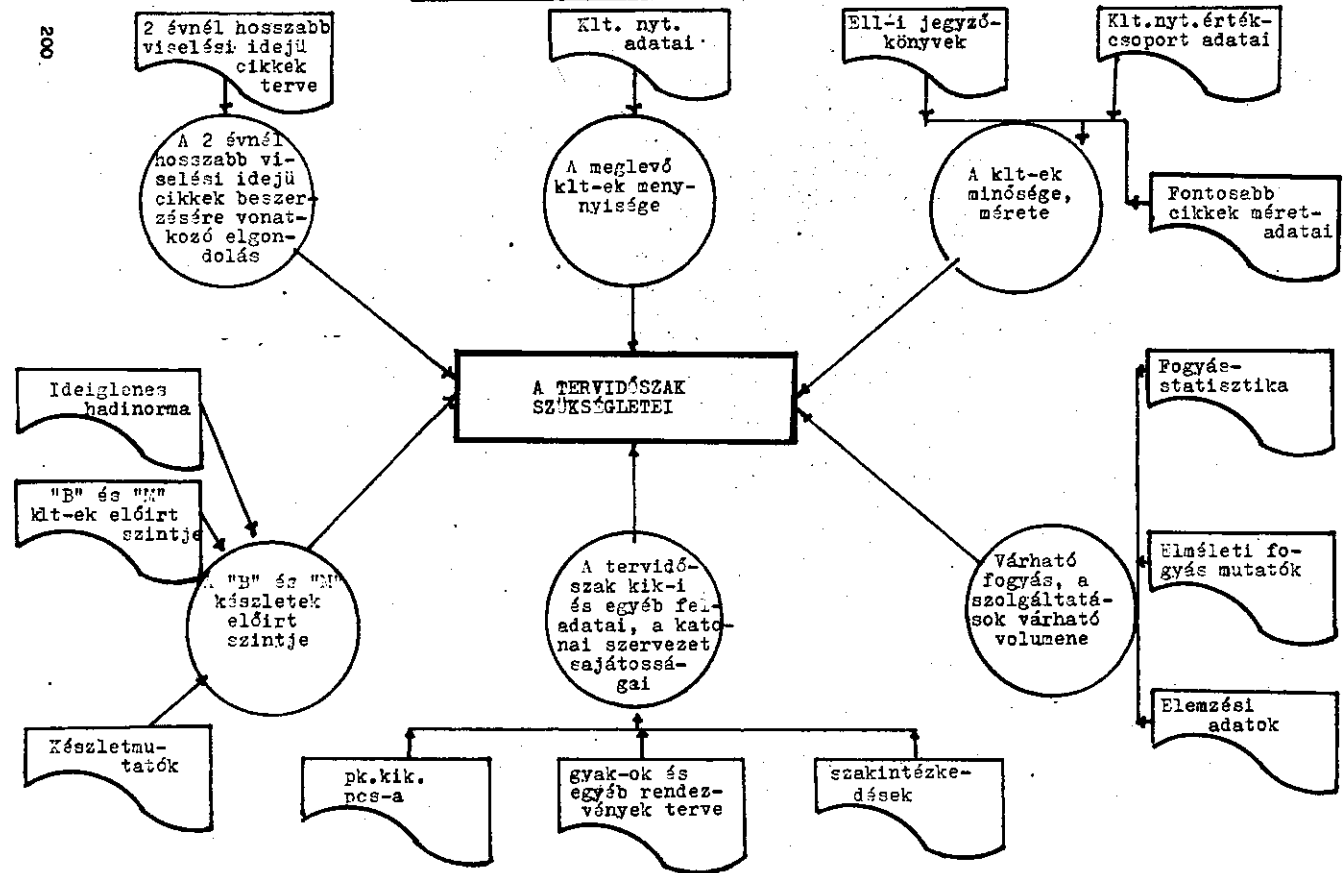 200.
2 évnél hosszabb
viselési idejü
cikkek
terve
Klt. nyt.
adatai
Ell-i jegyző-
könyvek
Klt.nyt.érték-
csoport adatai
A 2 évnél
hosszabb vi-
selési idejü
cikkek beszer-
zésére vonat-
kozó elgon-
dolás
A meglevő
klt-ek meny-
nyisége
A klt-ek
minősége,
mérete
Fontosabb
cikkek méret-
adatai
A TERVIDŐSZAK
SZÜKSÉGLETEI
Ideiglenes
hadinorma
"B" és "M"
klt-ek előirt
szintje
A "B" és "M"
készletek
előirt
szintje
Készletmu-
tatók
A tervidő-
szak kik-i
és egyéb fel-
adatai, a kato-
nai szervezet
sajátossá-
gai
pk.kik.
pcs-a
gyak-ok és
egyéb rendez-
vények terve
szakintézke-
dések
Várható
fogyás, a
szolgáltatá-
sok várható
volumene
Fogyás-
statisztika
Elméleti fo-
gyás mutatók
Elemzési
adatok